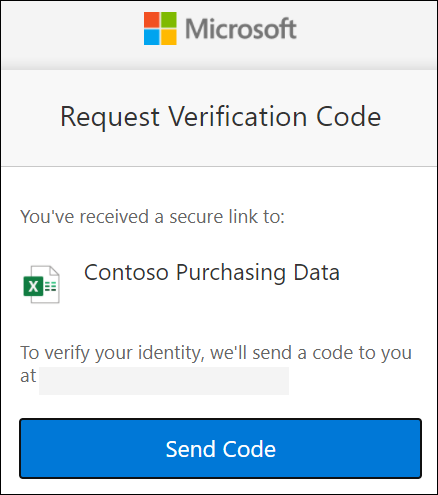 Microsoft
Request Verification Code
You've received a secure link to:
Contoso Purchasing Data
To verify your identity, we'll send a code to you
at
Send Code